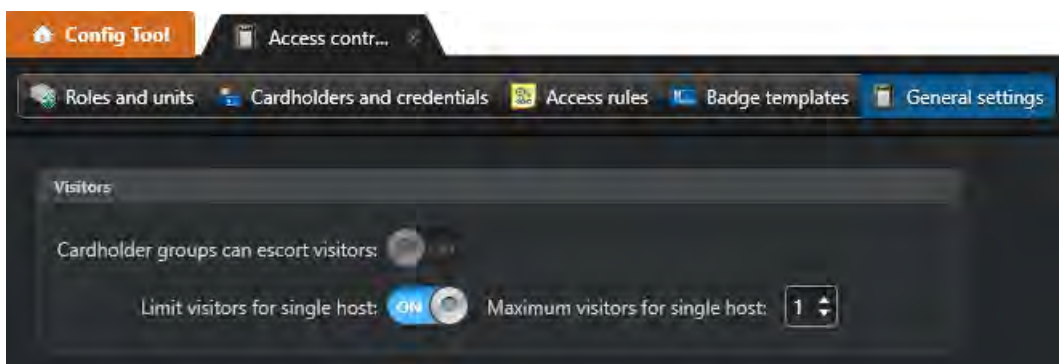 Config Tool
Access contr...
Roles and units Cardholders and credentials Access rules Badge templates General settings
Visitors
Cardholder groups can escort visitors: OFF
Limit visitors for single host: ON Maximum visitors for single host: 1